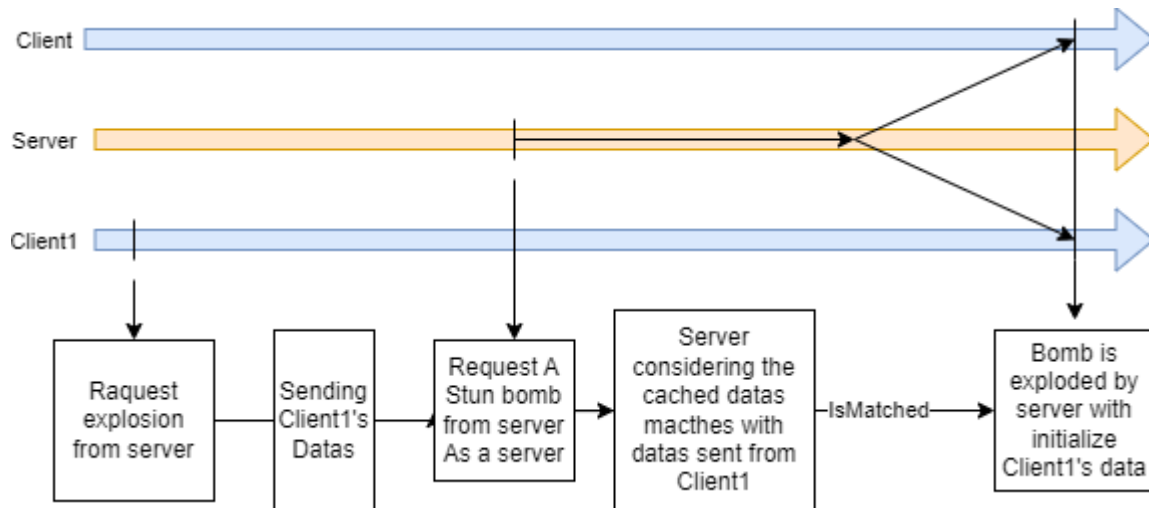 Client
Server
Client1
Raquest
explosion
from server
Sending
Client1's
Datas
Request A
Stun bomb
from server
As a server
Server
considering the
cached datas
macthes with
datas sent from
Client1
IsMatched
Bomb is
exploded by
server with
initialize
Client1's data